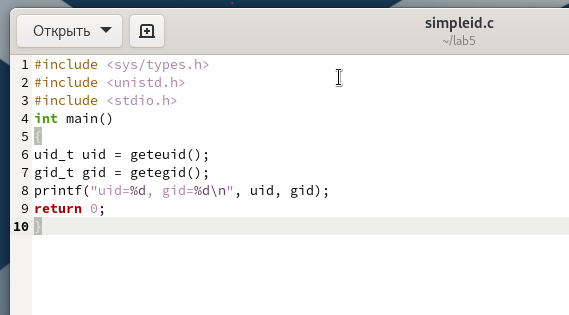 Открыть
simpleid.c
~/lab5
1 #include <sys/types.h>
2 #include <unistd.h>
3 #include <stdio.h>
4 int main()
5 {
6 uid_t uid = geteuid();
7 gid_t gid = getegid();
8 printf("uid=%d, gid=%d\n", uid, gid);
9 return 0;
10 }